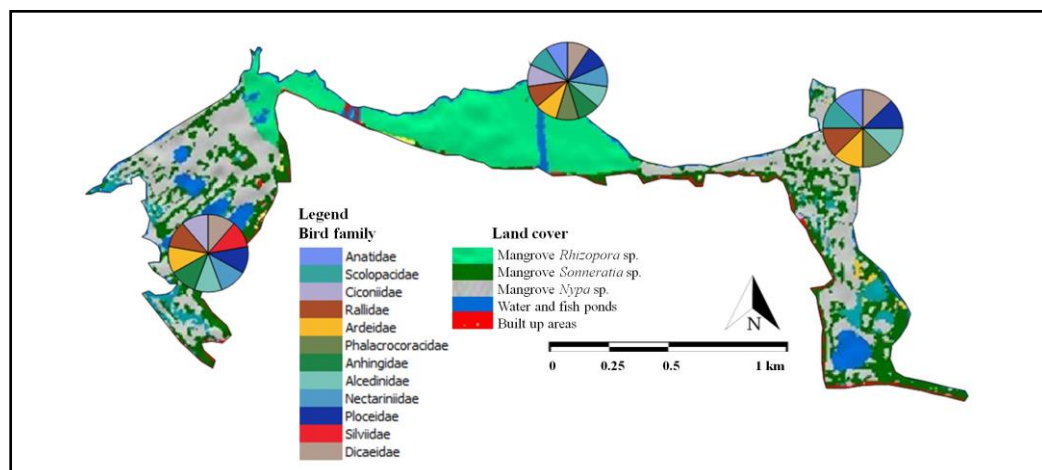 Legend
Bird family
Anatidae
Scolopacidae
Ciconiidae
Rallidae
Ardeidae
Phalacrocoracidae
Anhingidae
Alcedinidae
Nectariniidae
Ploceidae
Silviidae
Dicaeidae
Land cover
Mangrove Rhizopora sp.
Mangrove Sonneratia sp.
Mangrove Nypa sp.
Water and fish ponds
Built up areas
N
0 0.25 0.5 1 km